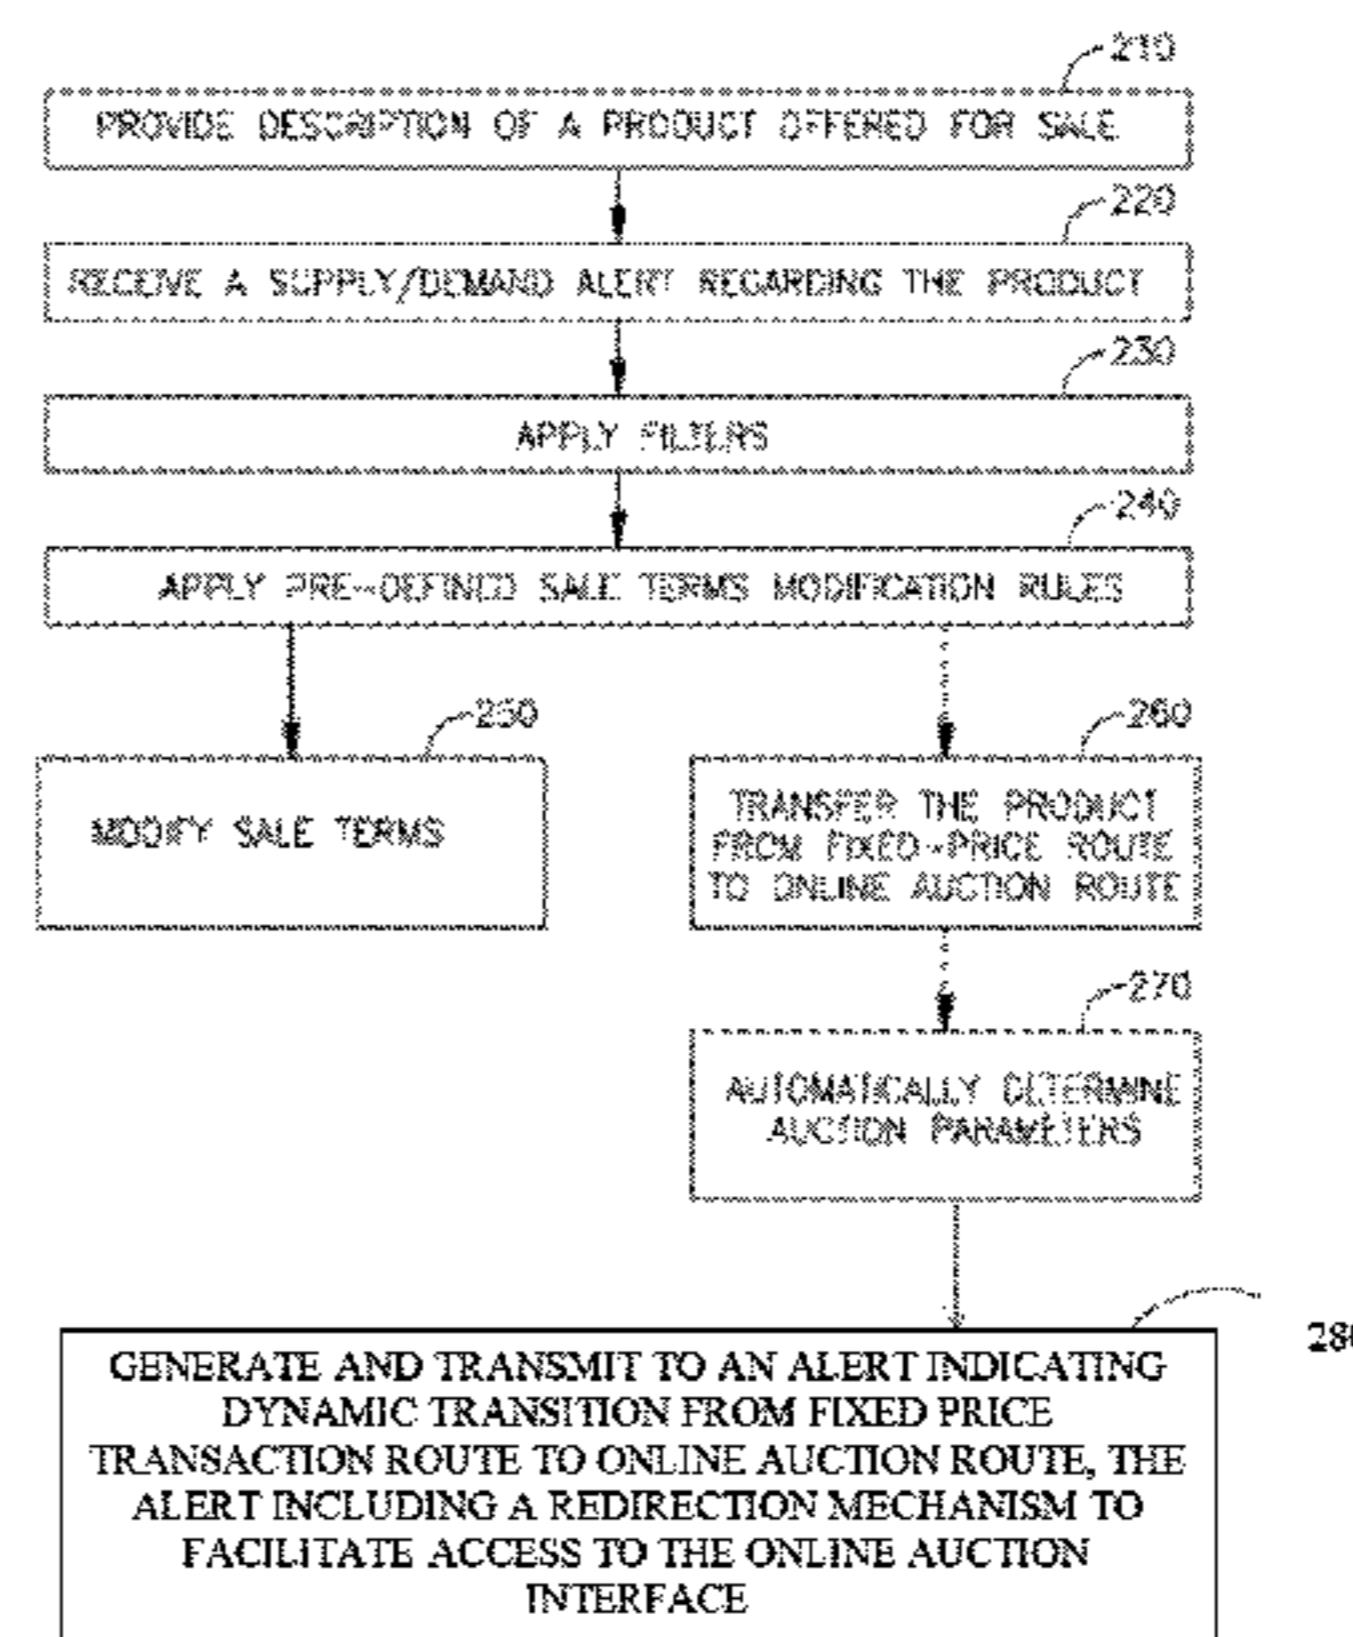 210
PROVIDE DESCRIPTION OF A PRODUCT OFFERED FOR SALE
220
RECEIVE A SUPPLY/DEMAND ALERT REGARDING THE PRODUCT
230
APPLY FILTERS
240
APPLY PRE-DEFINED SALE TERMS MODIFICATION RULES
250
MODIFY SALE TERMS
260
TRANSFER THE PRODUCT
FROM FIXED-PRICE ROUTE
TO ONLINE AUCTION ROUTE
270
AUTOMATICALLY DETERMINE
AUCTION PARAMETERS
280
GENERATE AND TRANSMIT TO AN ALERT INDICATING
DYNAMIC TRANSITION FROM FIXED PRICE
TRANSACTION ROUTE TO ONLINE AUCTION ROUTE, THE
ALERT INCLUDING A REDIRECTION MECHANISM TO
FACILITATE ACCESS TO THE ONLINE AUCTION
INTERFACE